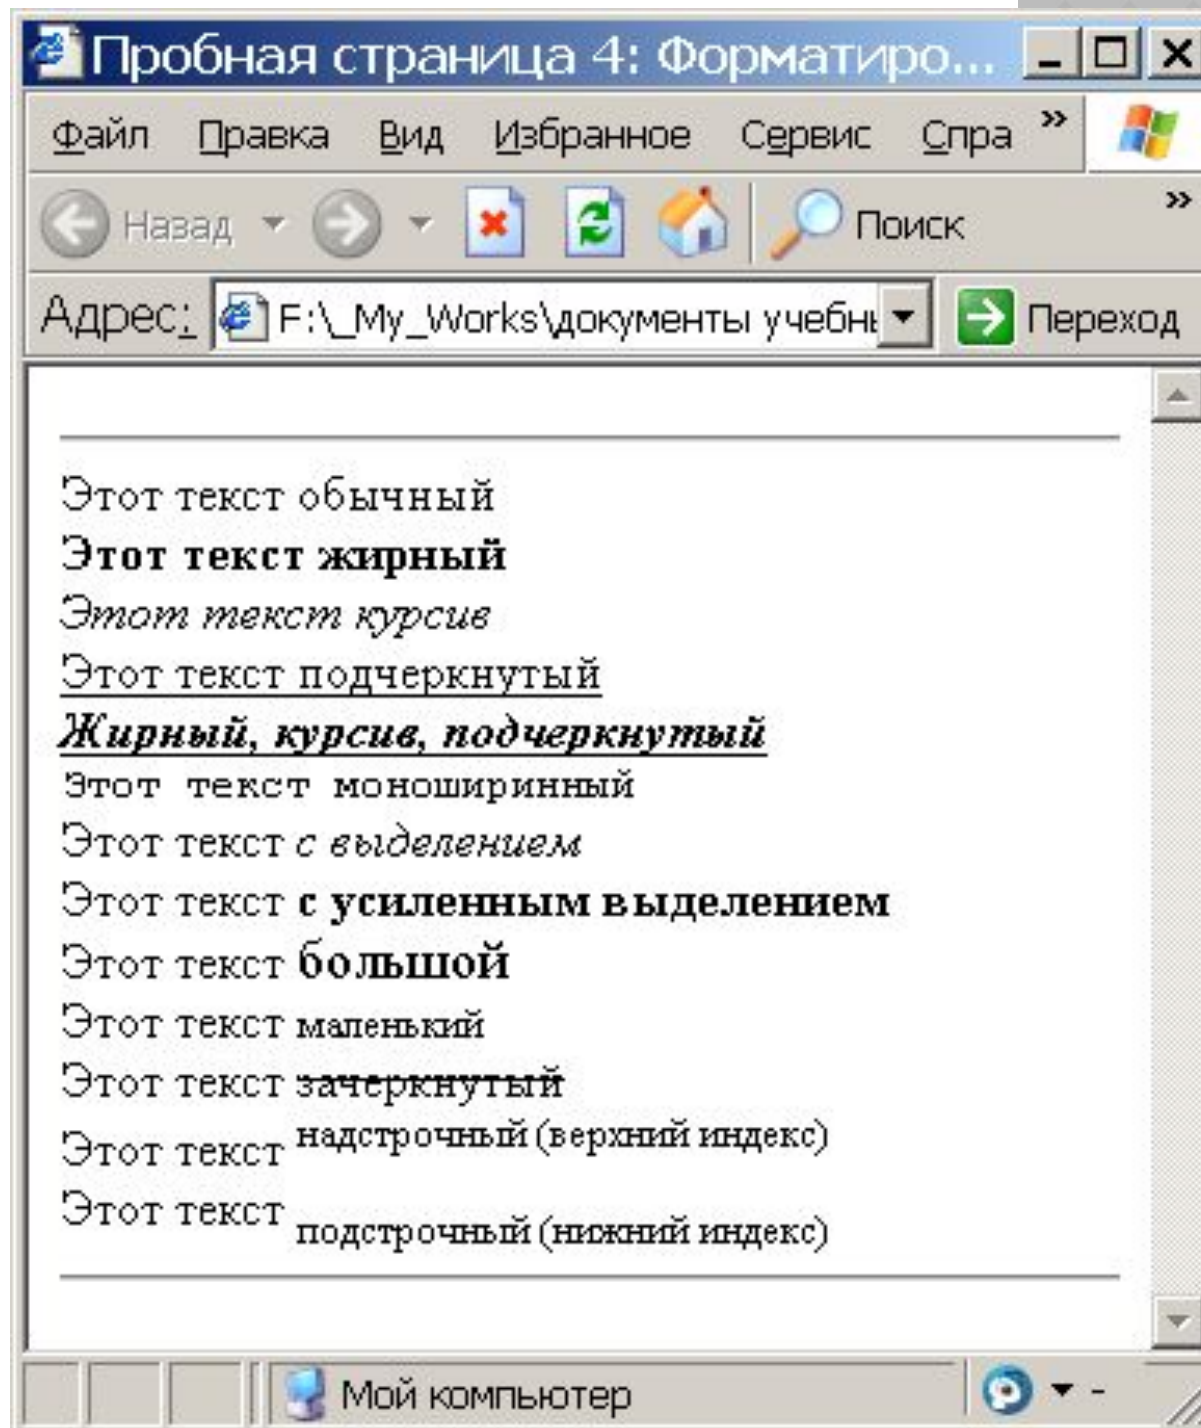 Пробная страница 4: Форматиро...
Файл Правка Вид Избранное Сервис Спра »
Назад Поиск »
Адрес: F:\_My_Works\документы учебны Переход
Этот текст обычный
Этот текст жирный
Этот текст курсив
Этот текст подчеркнутый
Жирный, курсив, подчеркнутый
Этот текст моноширинный
Этот текст с выделением
Этот текст с усиленным выделением
Этот текст большой
Этот текст маленький
Этот текст зачеркнутый
Этот текст надстрочный (верхний индекс)
Этот текст подстрочный (нижний индекс)
Мой компьютер